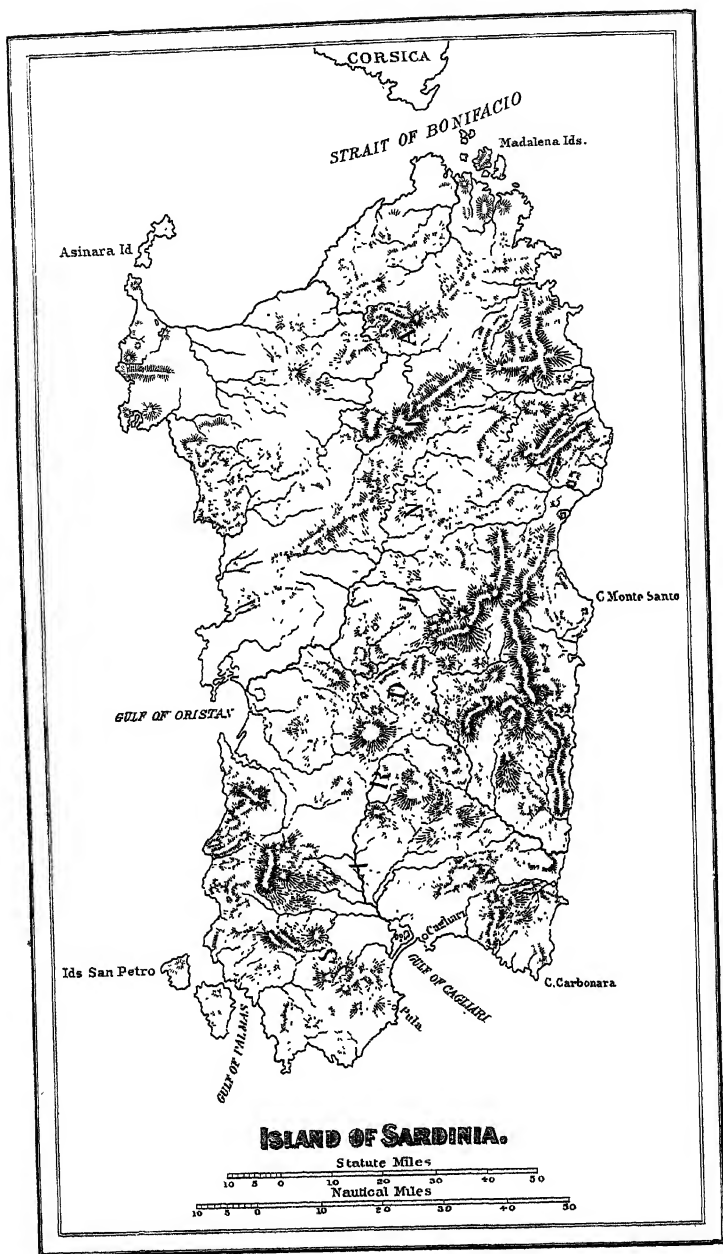 CORSICA
STRAIT OF BONIFACIO
Madalena Ids.
Asinara Id
C. Monte Santo
GULF OF ORISTAN
SARDINIA
Cagliari
Ids San Petro
GULF OF CAGLIARI
C. Carbonara
Pula
GULF OF PALMAS
ISLAND OF SARDINIA.
Statute Miles
10 5 0 10 20 30 40 50
Nautical Miles
10 5 0 10 20 30 40 50